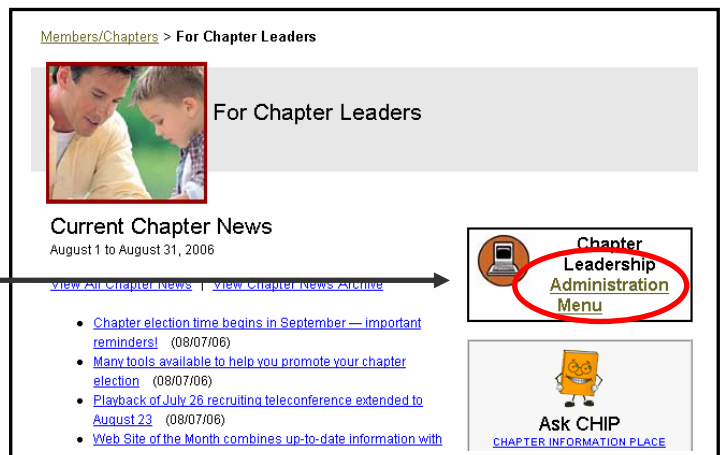 Members/Chapters > For Chapter Leaders
For Chapter Leaders
Current Chapter News
August 1 to August 31, 2006
View All Chapter News | View Chapter News Archive
• Chapter election time begins in September — important
reminders! (08/07/06)
• Many tools available to help you promote your chapter
election (08/07/06)
• Playback of July 26 recruiting teleconference extended to
August 23 (08/07/06)
• Web Site of the Month combines up-to-date information with
Chapter
Leadership
Administration
Menu
Ask CHIP
CHAPTER INFORMATION PLACE